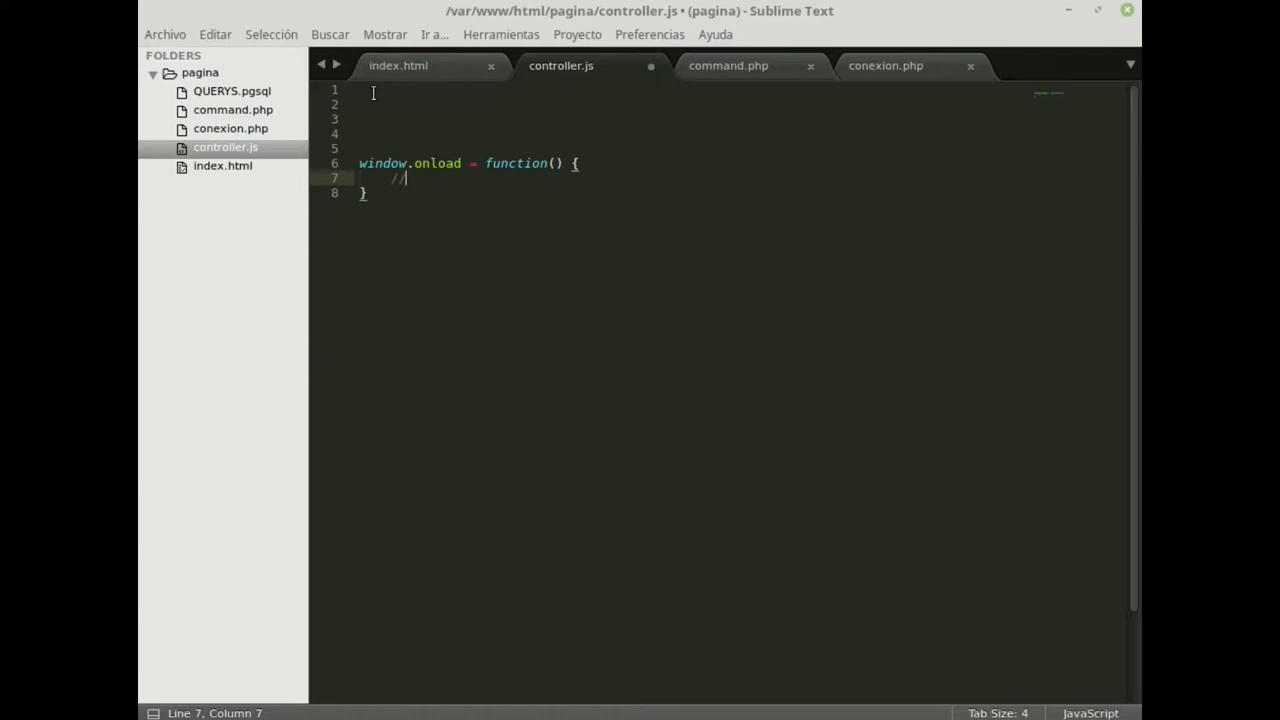 /var/www/html/pagina/controller.js • (pagina) - Sublime Text
Archivo Editar Selección Buscar Mostrar Ir a... Herramientas Proyecto Preferencias Ayuda
FOLDERS
pagina
QUERYS.pgsql
command.php
conexion.php
controller.js
index.html
index.html controller.js command.php conexion.php
1
2
3
4
5
6 window.onload = function() {
7 //
8 }
Line 7, Column 7 Tab Size: 4 JavaScript